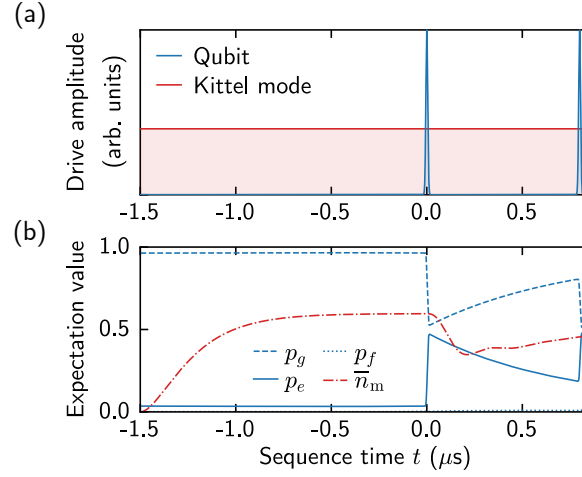 (a)
Drive amplitude
(arb. units)
Qubit
Kittel mode
-1.5 -1.0 -0.5 0.0 0.5
(b)
Expectation value
1.0
0.5
0.0
p_g p_f
p_e n̅_m
-1.5 -1.0 -0.5 0.0 0.5
Sequence time t (μs)